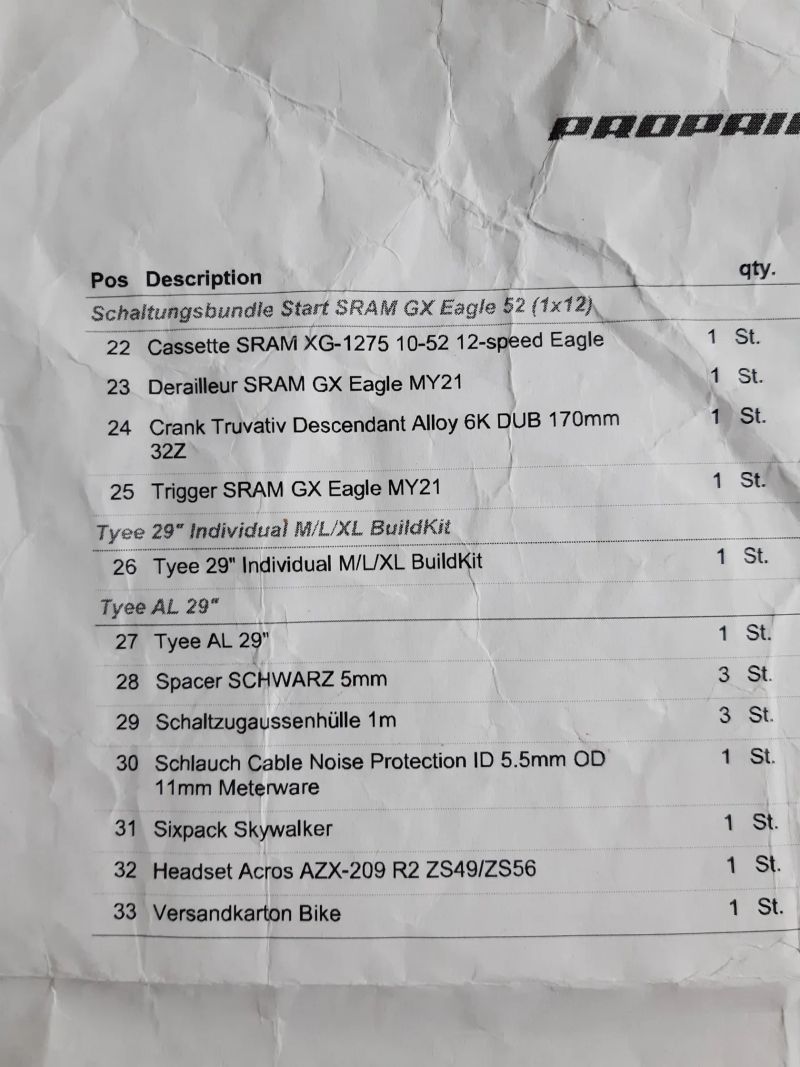 Pos Description qty.
Schaltungsbundle Start SRAM GX Eagle 52 (1x12)
22 Cassette SRAM XG-1275 10-52 12-speed Eagle 1 St.
23 Derailleur SRAM GX Eagle MY21 1 St.
24 Crank Truvativ Descendant Alloy 6K DUB 170mm 1 St.
32Z
25 Trigger SRAM GX Eagle MY21 1 St.
Tyee 29" Individual M/L/XL BuildKit
26 Tyee 29" Individual M/L/XL BuildKit 1 St.
Tyee AL 29"
27 Tyee AL 29" 1 St.
28 Spacer SCHWARZ 5mm 3 St.
29 Schaltzugaussenhülle 1m 3 St.
30 Schlauch Cable Noise Protection ID 5.5mm OD 1 St.
11mm Meterware
31 Sixpack Skywalker 1 St.
32 Headset Acros AZX-209 R2 ZS49/ZS56 1 St.
33 Versandkarton Bike 1 St.